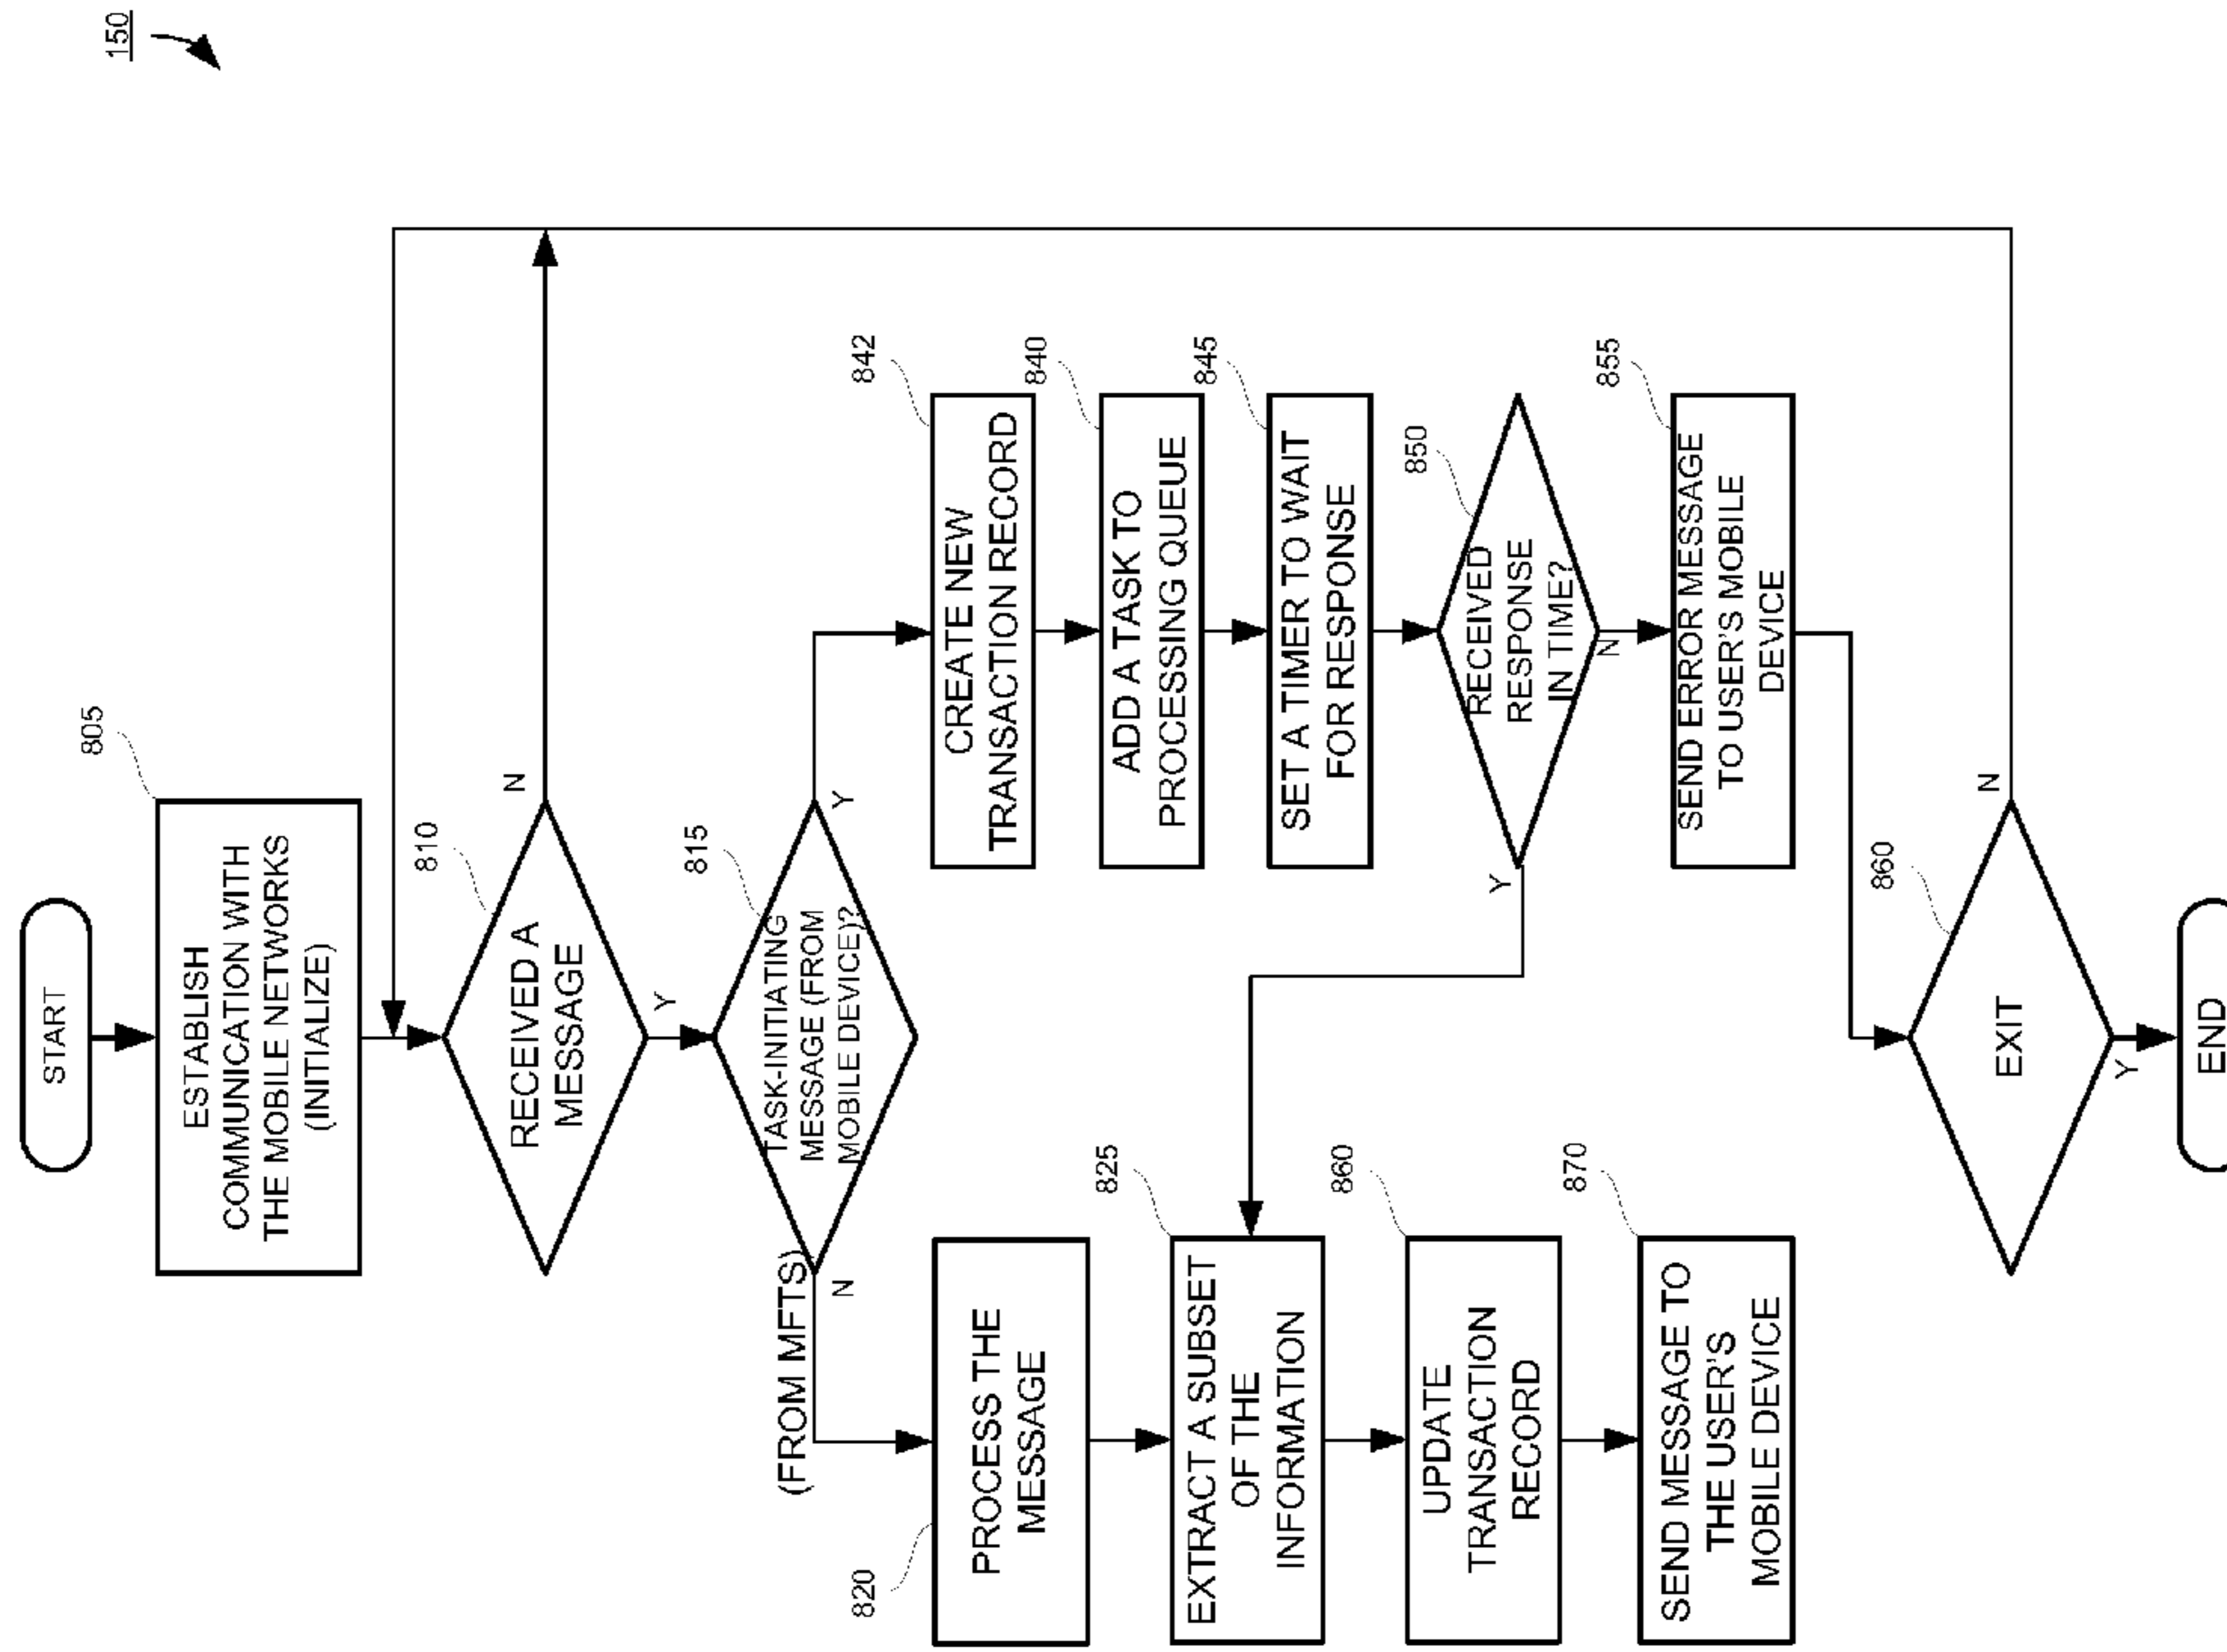 150
START
805
ESTABLISH
COMMUNICATION WITH
THE MOBILE NETWORKS
(INITIALIZE)
810
RECEIVED A
MESSAGE
N
Y
815
TASK-INITIATING
MESSAGE (FROM
MOBILE DEVICE)?
Y
N
(FROM MFTS)
820
PROCESS THE
MESSAGE
825
EXTRACT A SUBSET
OF THE
INFORMATION
860
UPDATE
TRANSACTION
RECORD
870
SEND MESSAGE TO
THE USER'S
MOBILE DEVICE
842
CREATE NEW
TRANSACTION RECORD
840
ADD A TASK TO
PROCESSING QUEUE
845
SET A TIMER TO WAIT
FOR RESPONSE
850
RECEIVED
RESPONSE
IN TIME?
Y
N
855
SEND ERROR MESSAGE
TO USER'S MOBILE
DEVICE
860
EXIT
N
Y
END